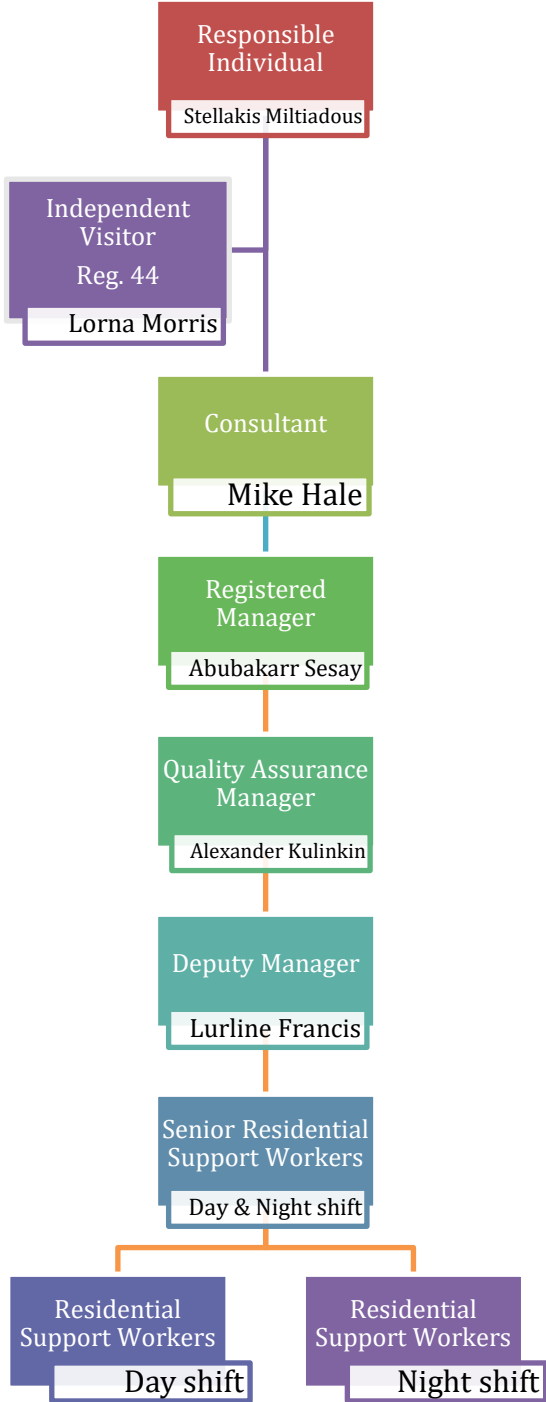 Responsible
Individual
Stellakis Miltiadous
Independent
Visitor
Reg. 44
Lorna Morris
Consultant
Mike Hale
Registered
Manager
Abubakarr Sesay
Quality Assurance
Manager
Alexander Kulinkin
Deputy Manager
Lurline Francis
Senior Residential
Support Workers
Day & Night shift
Residential
Support Workers
Day shift
Residential
Support Workers
Night shift